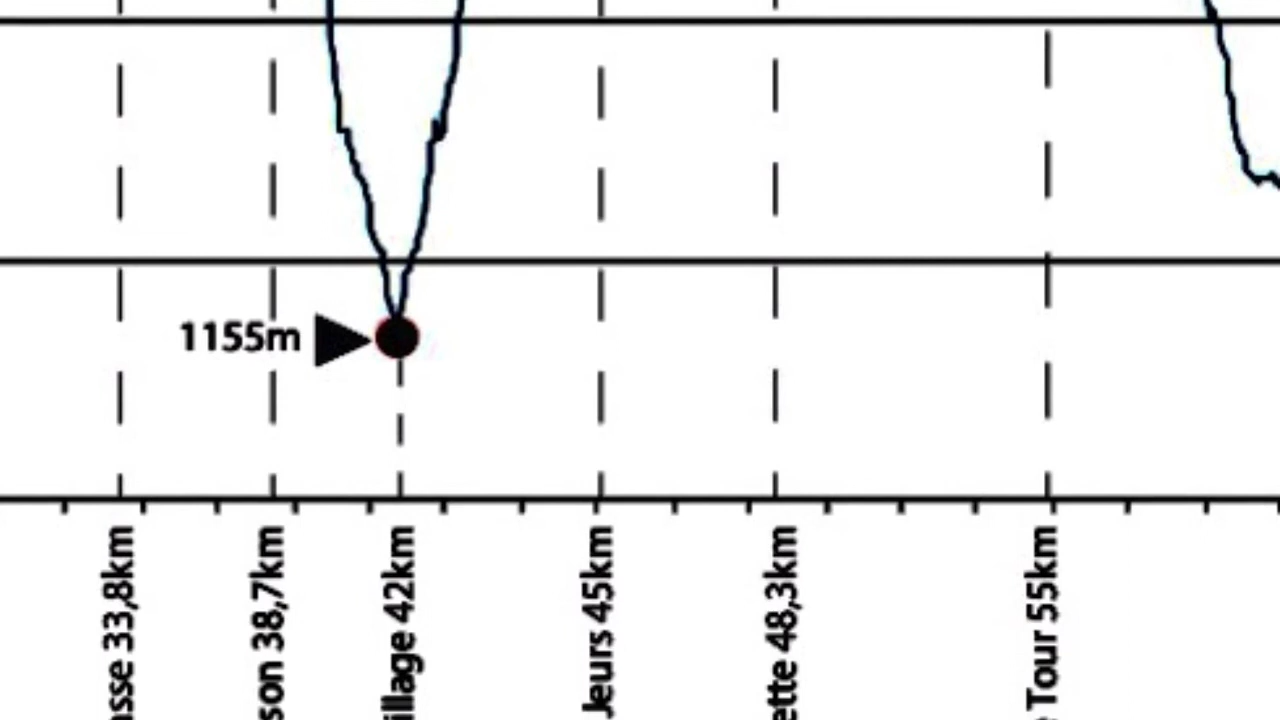 1155m
asse 33,8km
son 38,7km
illage 42km
Jeurs 45km
ette 48,3km
Tour 55km